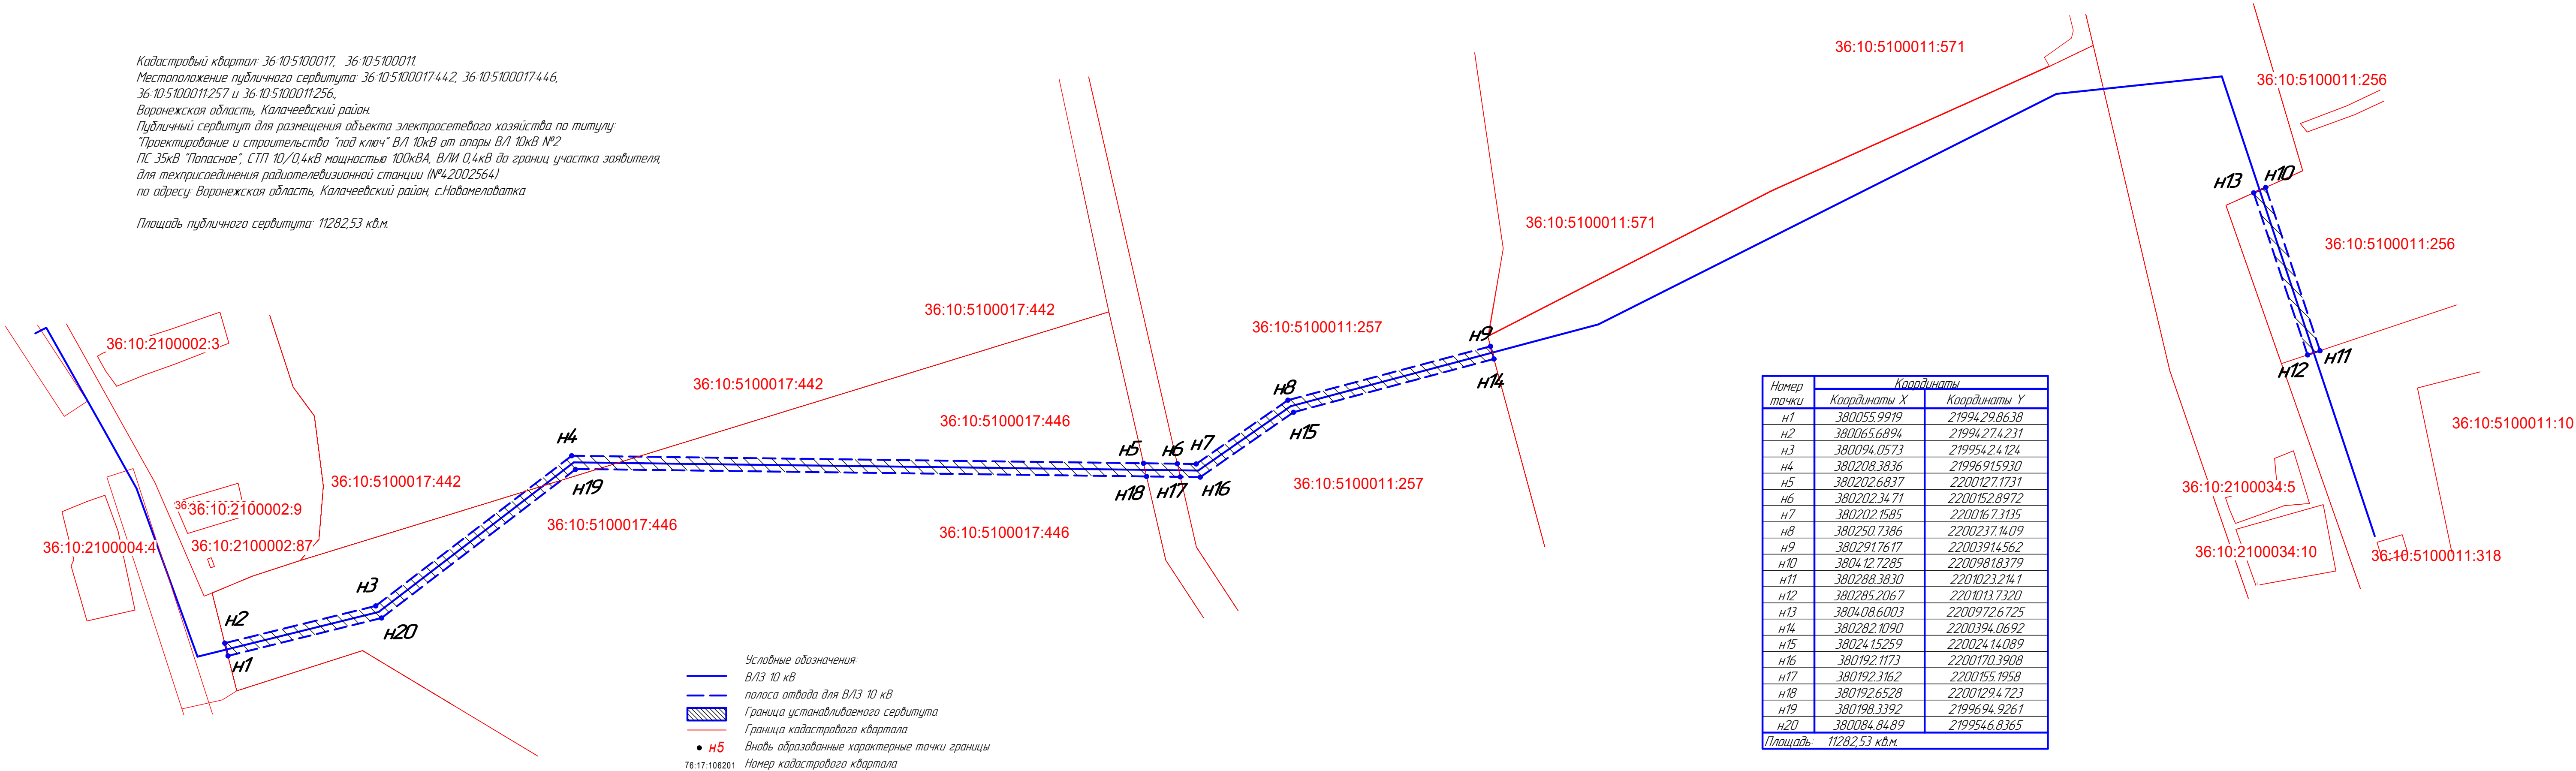 Кадастровый квартал: 36:10:5100017, 36:10:5100011.
Местоположение публичного сервитута: 36:10:5100017:442, 36:10:5100017:446,
36:10:5100011:257 и 36:10:5100011:256,,
Воронежская область, Калачеевский район.
Публичный сервитут для размещения объекта электросетевого хозяйства по титулу:
"Проектирование и строительство "под ключ" ВЛ 10кВ от опоры ВЛ 10кВ №2
ПС 35кВ "Попасное", СТП 10/0,4кВ мощностью 100кВА, ВЛИ 0,4кВ до границ участка заявителя,
для техприсоединения радиотелевизионной станции (№42002564)
по адресу: Воронежская область, Калачеевский район, с.Новомеловатка
Площадь публичного сервитута: 11282,53 кв.м.
36:10:5100011:571
36:10:5100011:256
н13
н10
36:10:5100011:571
36:10:5100011:256
36:10:5100017:442
36:10:5100011:257
н9
36:10:2100002:3
н11
н12
н14
36:10:5100017:442
н8
36:10:5100017:446
36:10:5100011:10
н15
н4
н5
н6
н7
36:10:5100017:442
н19
н18
н17
н16
36:10:5100011:257
36:10:2100034:5
36:10:2100002:9
36:10:5100017:446
36:10:5100017:446
36:10:2100004:4
36:10:2100002:87
36:10:2100034:10
36:10:5100011:318
н3
н2
н20
н1
Номер точки
Координаты
Координаты X Координаты Y
н1 380055.9919 2199429.8638
н2 380065.6894 2199427.4231
н3 380094.0573 2199542.4124
н4 380208.3836 2199691.5930
н5 380202.6837 2200127.1731
н6 380202.3471 2200152.8972
н7 380202.1585 2200167.3135
н8 380250.7386 2200237.1409
н9 380291.7617 2200391.4562
н10 380412.7285 2200981.8379
н11 380288.3830 2201023.2141
н12 380285.2067 2201013.7320
н13 380408.6003 2200972.6725
н14 380282.1090 2200394.0692
н15 380241.5259 2200241.4089
н16 380192.1173 2200170.3908
н17 380192.3162 2200155.1958
н18 380192.6528 2200129.4723
н19 380198.3392 2199694.9261
н20 380084.8489 2199546.8365
Площадь: 11282,53 кв.м.
Условные обозначения:
ВЛЗ 10 кВ
полоса отвода для ВЛЗ 10 кВ
Граница устанавливаемого сервитута
Граница кадастрового квартала
н5 Вновь образованные характерные точки границы
76:17:106201 Номер кадастрового квартала